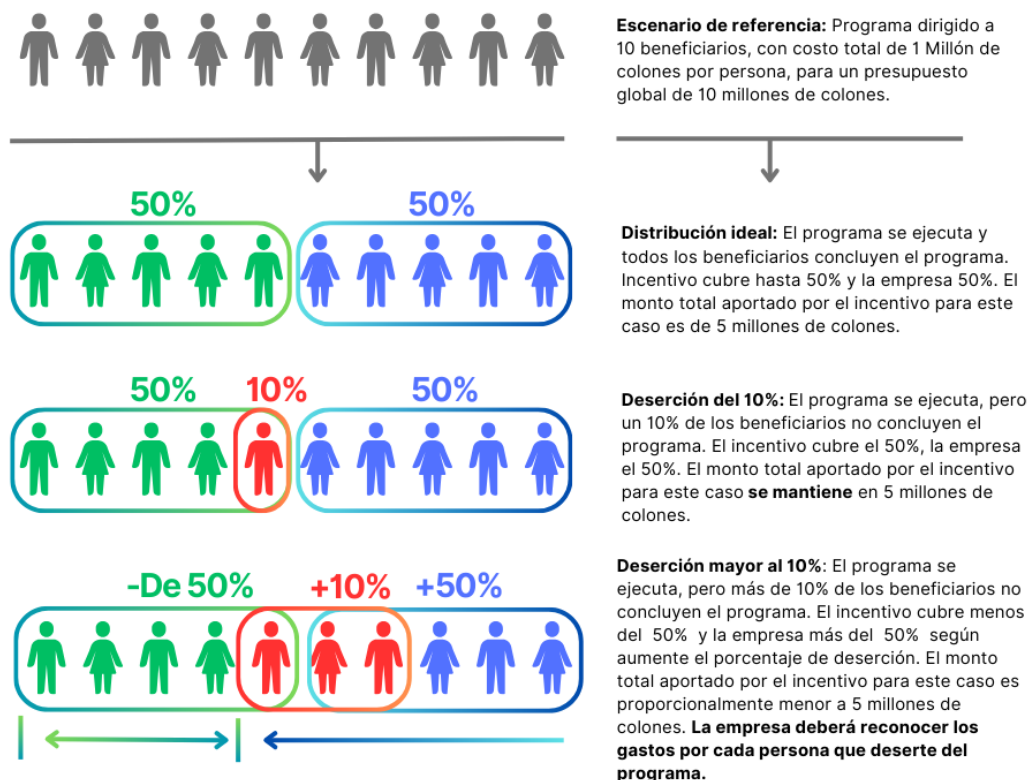 Escenario de referencia: Programa dirigido a
10 beneficiarios, con costo total de 1 Millón de
colones por persona, para un presupuesto
global de 10 millones de colones.
50%
50%
Distribución ideal: El programa se ejecuta y
todos los beneficiarios concluyen el programa.
Incentivo cubre hasta 50% y la empresa 50%. El
monto total aportado por el incentivo para este
caso es de 5 millones de colones.
50%
10%
50%
Deserción del 10%: El programa se ejecuta, pero
un 10% de los beneficiarios no concluyen el
programa. El incentivo cubre el 50%, la empresa
el 50%. El monto total aportado por el incentivo
para este caso se mantiene en 5 millones de
colones.
-De 50%
+10%
+50%
Deserción mayor al 10%: El programa se
ejecuta, pero más de 10% de los beneficiarios no
concluyen el programa. El incentivo cubre menos
del 50% y la empresa más del 50% según
aumente el porcentaje de deserción. El monto
total aportado por el incentivo para este caso es
proporcionalmente menor a 5 millones de
colones. La empresa deberá reconocer los
gastos por cada persona que deserte del
programa.